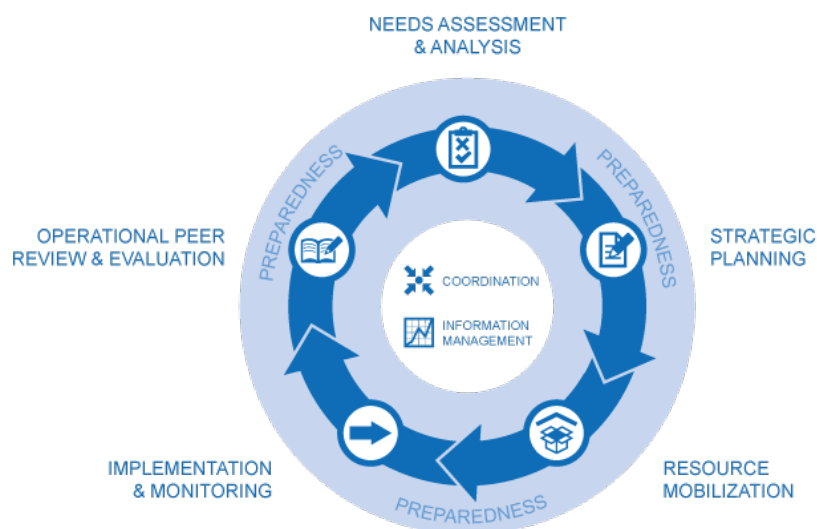 NEEDS ASSESSMENT
& ANALYSIS
PREPAREDNESS
PREPAREDNESS
OPERATIONAL PEER
REVIEW & EVALUATION
STRATEGIC
PLANNING
COORDINATION
INFORMATION
MANAGEMENT
IMPLEMENTATION
& MONITORING
RESOURCE
MOBILIZATION
PREPAREDNESS